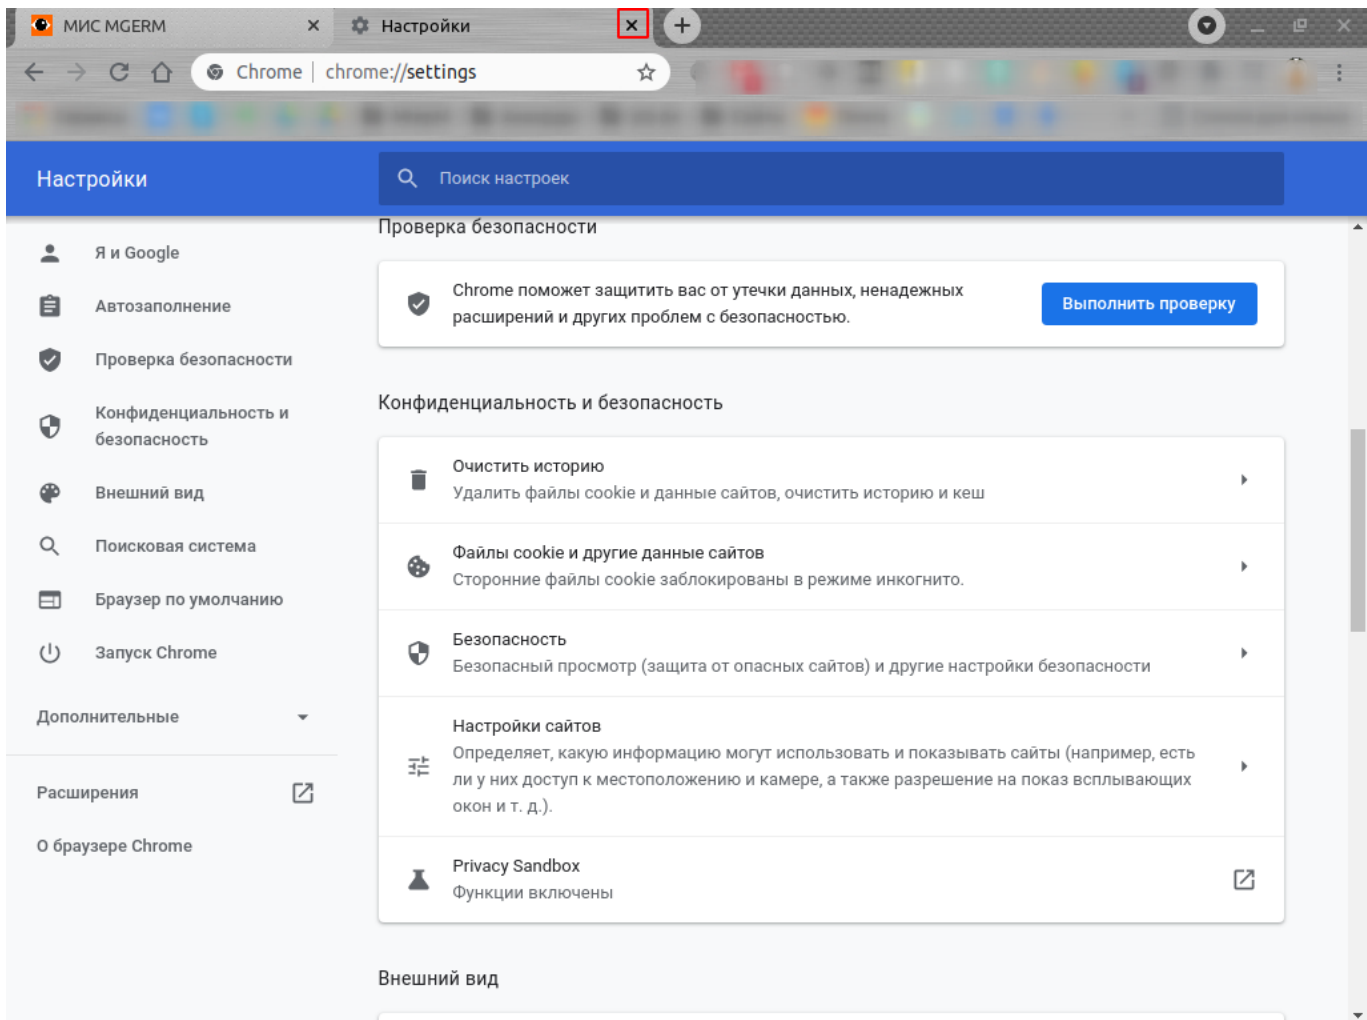 МИС MGERM
Настройки
Chrome
chrome://settings
Настройки
Поиск настроек
Я и Google
Автозаполнение
Проверка безопасности
Конфиденциальность и
безопасность
Внешний вид
Поисковая система
Браузер по умолчанию
Запуск Chrome
Дополнительные
Расширения
О браузере Chrome
Проверка безопасности
Chrome поможет защитить вас от утечки данных, ненадежных
расширений и других проблем с безопасностью.
Выполнить проверку
Конфиденциальность и безопасность
Очистить историю
Удалить файлы cookie и данные сайтов, очистить историю и кеш
Файлы cookie и другие данные сайтов
Сторонние файлы cookie заблокированы в режиме инкогнито.
Безопасность
Безопасный просмотр (защита от опасных сайтов) и другие настройки безопасности
Настройки сайтов
Определяет, какую информацию могут использовать и показывать сайты (например, есть
ли у них доступ к местоположению и камере, а также разрешение на показ всплывающих
окон и т. д.).
Privacy Sandbox
Функции включены
Внешний вид